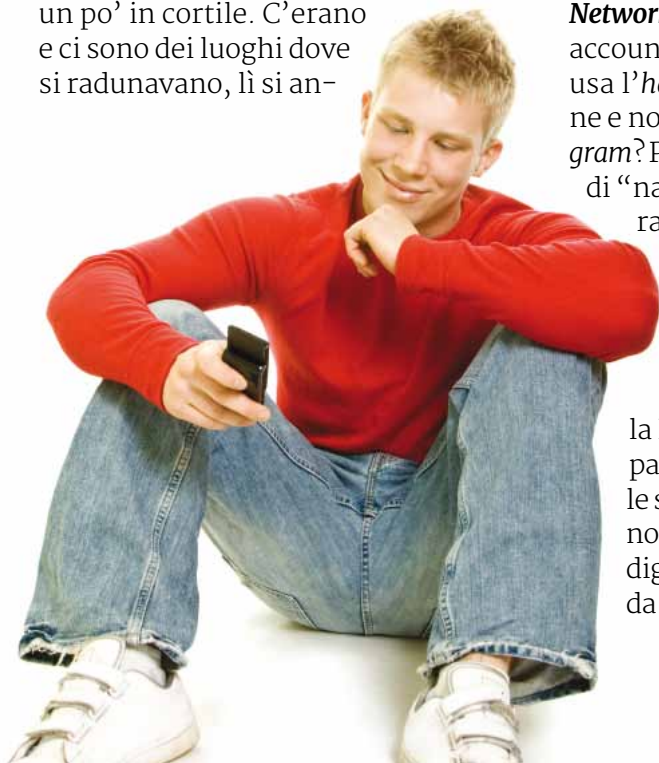 un po’ in cortile. C’erano
e ci sono dei luoghi dove
si radunavano, lì si an-
Networ
accoun
usa l’h
ne e no
gram? P
di “na
ra
la
pa
le s
no
dig
da